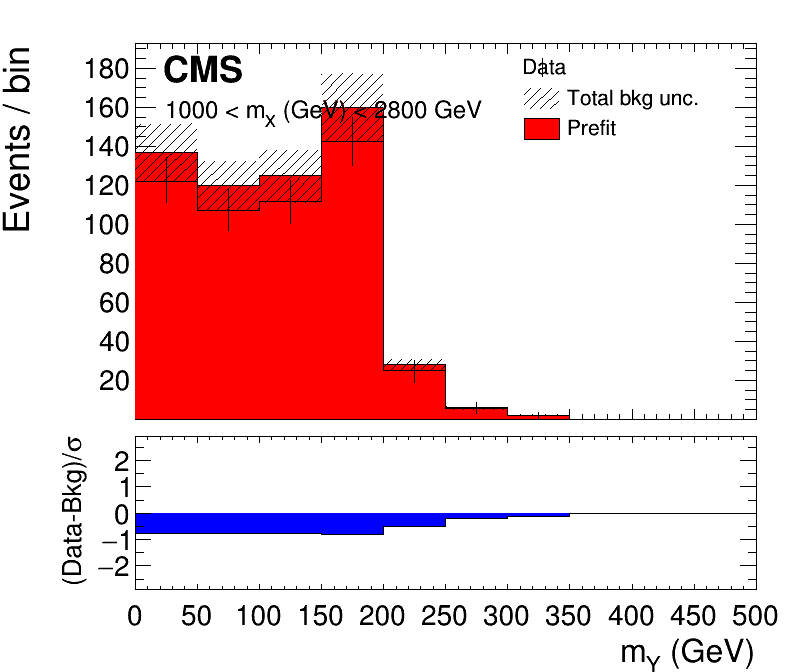 CMS
1000 < mX (GeV) < 2800 GeV
Data
Total bkg unc.
Prefit
Events / bin
180
160
140
120
100
80
60
40
20
(Data-Bkg)/σ
2
1
0
−1
−2
0 50 100 150 200 250 300 350 400 450 500
mY (GeV)